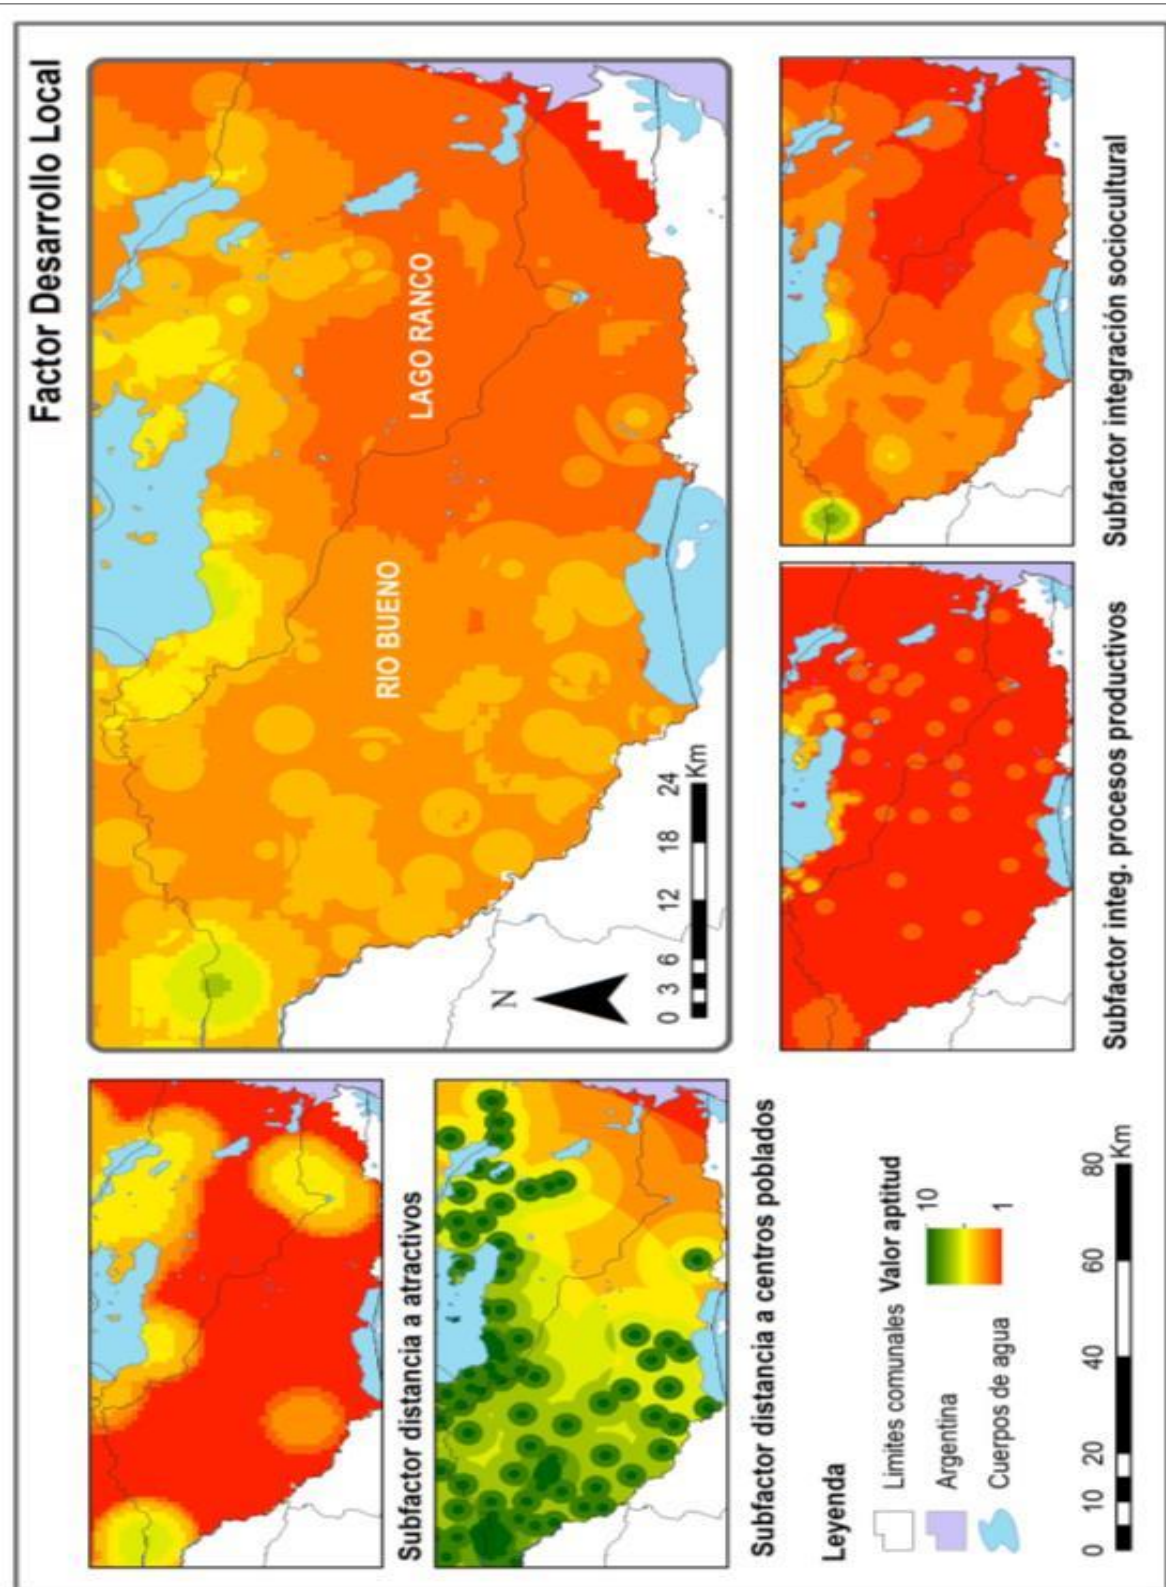 Factor Desarrollo Local
LAGO RANCO
RIO BUENO
N
0 3 6 12 18 24
Km
Subfactor distancia a atractivos
Subfactor distancia a centros poblados
Subfactor integ. procesos productivos
Subfactor integración sociocultural
Leyenda
Limites comunales
Argentina
Cuerpos de agua
Valor aptitud
10
1
0 10 20 40 60 80
Km